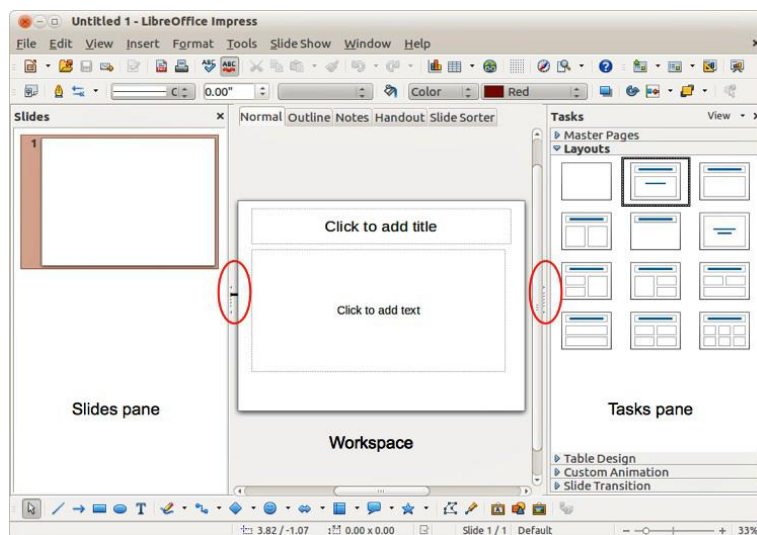 Untitled 1 - LibreOffice Impress
File Edit View Insert Format Tools Slide Show Window Help
ABC ABC
C 0.00" Color Red
Slides
Normal Outline Notes Handout Slide Sorter
Tasks View
Master Pages
Layouts
1
Click to add title
Click to add text
Slides pane
Workspace
Tasks pane
Table Design
Custom Animation
Slide Transition
T
3.82 / -1.07 0.00 x 0.00 Slide 1 / 1 Default 33%